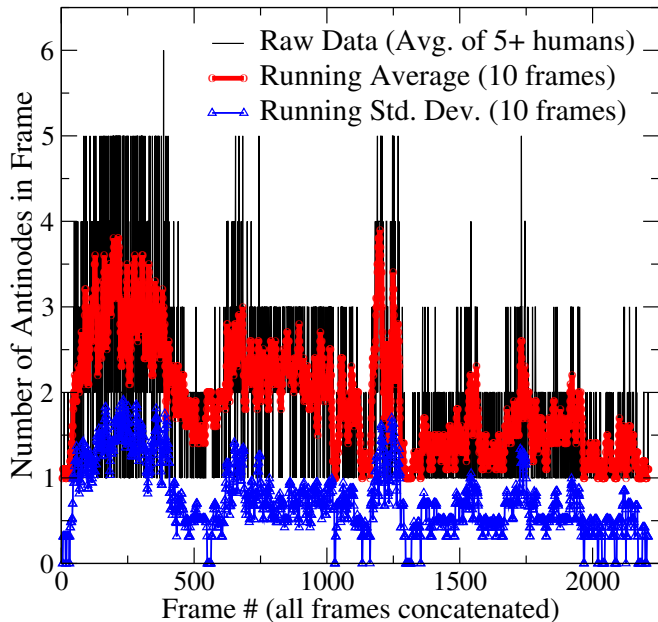 Raw Data (Avg. of 5+ humans)
Running Average (10 frames)
Running Std. Dev. (10 frames)
Number of Antinodes in Frame
6
5
4
3
2
1
0
0
500
1000
1500
2000
Frame # (all frames concatenated)